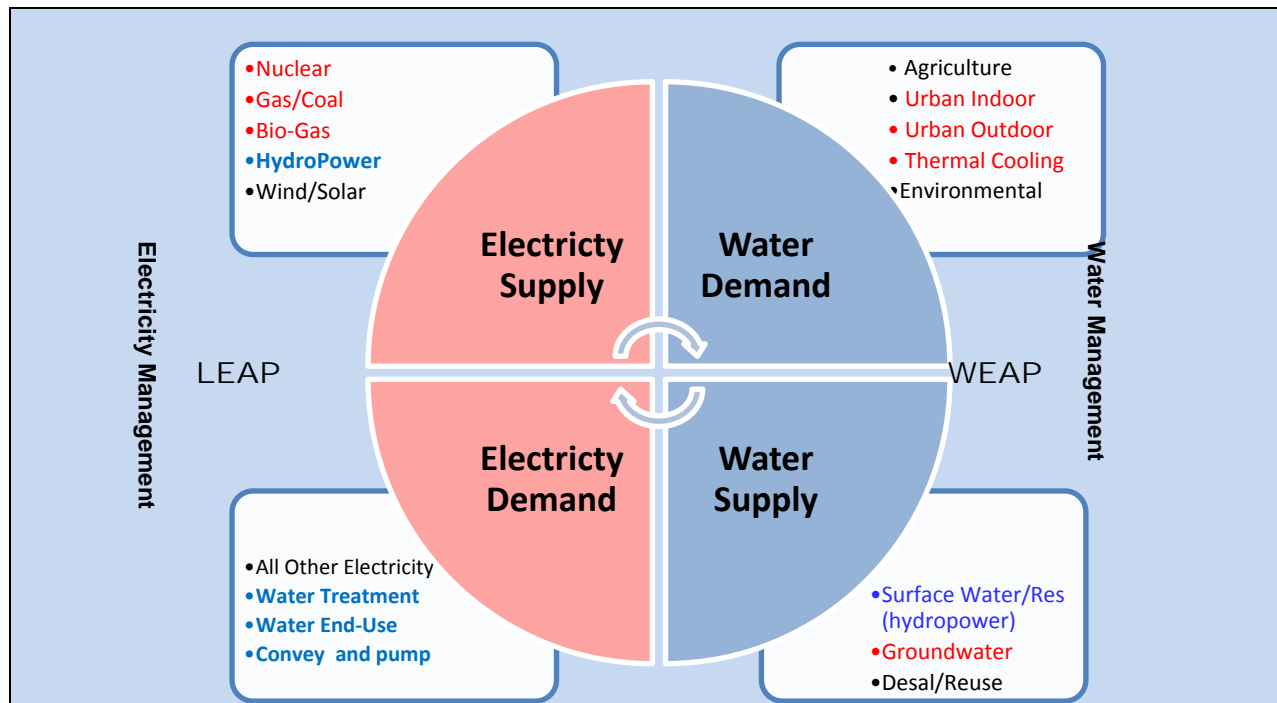 •Nuclear
•Gas/Coal
•Bio-Gas
•HydroPower
•Wind/Solar
• Agriculture
• Urban Indoor
• Urban Outdoor
• Thermal Cooling
•Environmental
Electricty
Supply
Water
Demand
Electricity Management
LEAP
WEAP
Water Management
Electricty
Demand
Water
Supply
•All Other Electricity
•Water Treatment
•Water End-Use
•Convey and pump
•Surface Water/Res
(hydropower)
•Groundwater
•Desal/Reuse